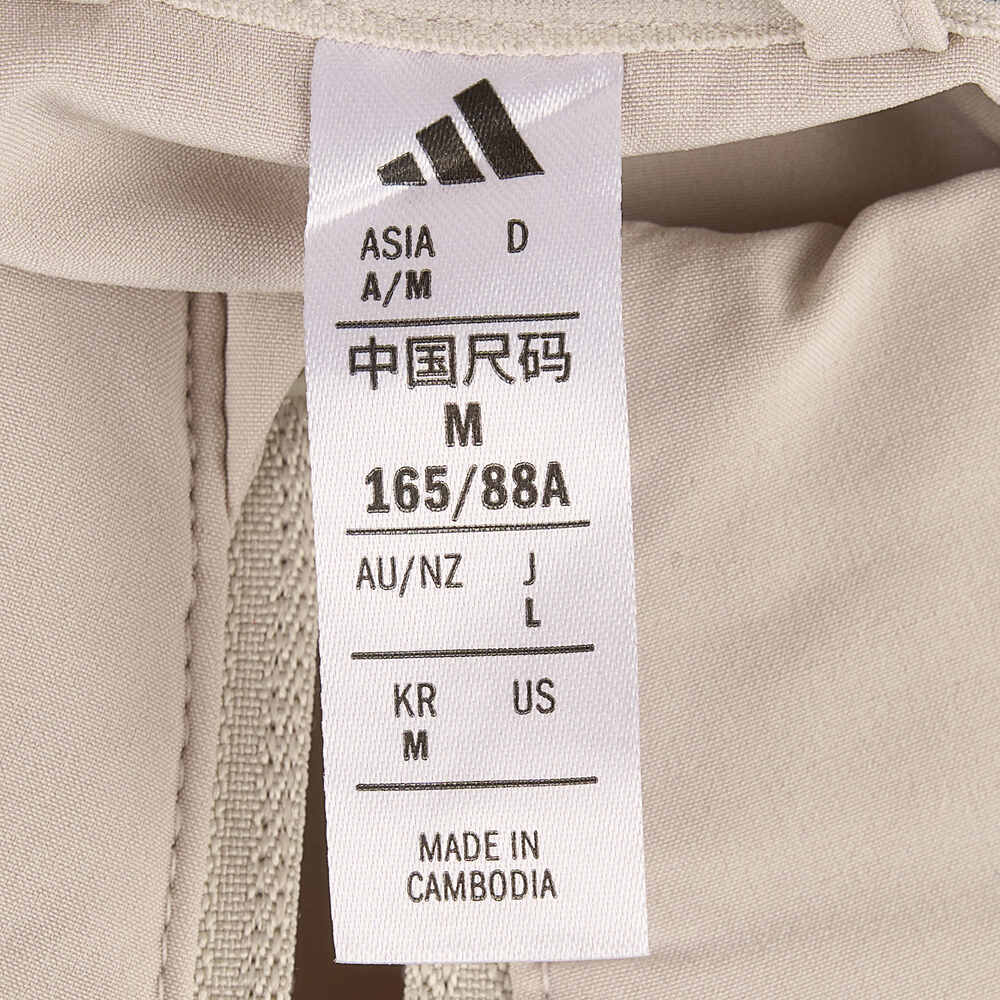 ASIA D
A/M
中国尺码
M
165/88A
AU/NZ J
L
KR US
M
MADE IN
CAMBODIA